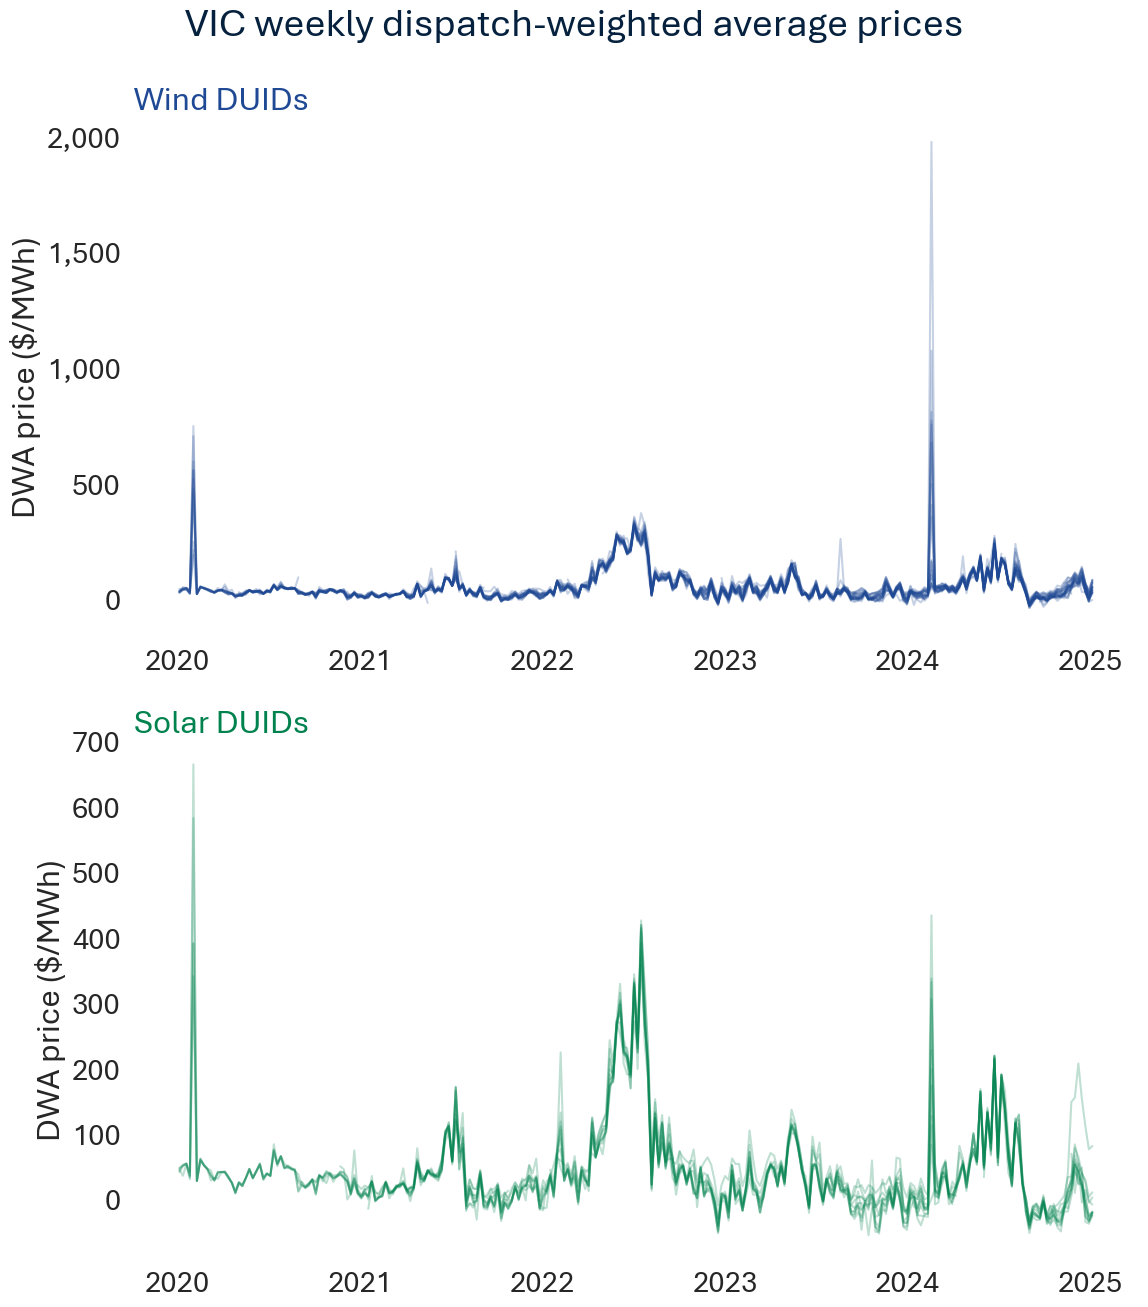 VIC weekly dispatch-weighted average prices
Wind DUIDs
DWA price ($/MWh)
2,000
1,500
1,000
500
0
2020 2021 2022 2023 2024 2025
Solar DUIDs
DWA price ($/MWh)
700
600
500
400
300
200
100
0
2020 2021 2022 2023 2024 2025